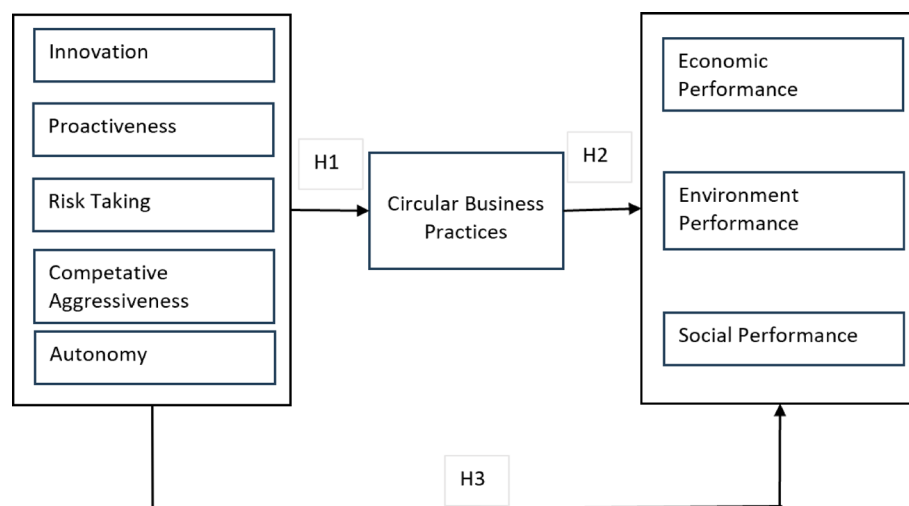 Innovation
Proactiveness
Risk Taking
Competative
Aggressiveness
Autonomy
H1
Circular Business
Practices
H2
Economic
Performance
Environment
Performance
Social Performance
H3